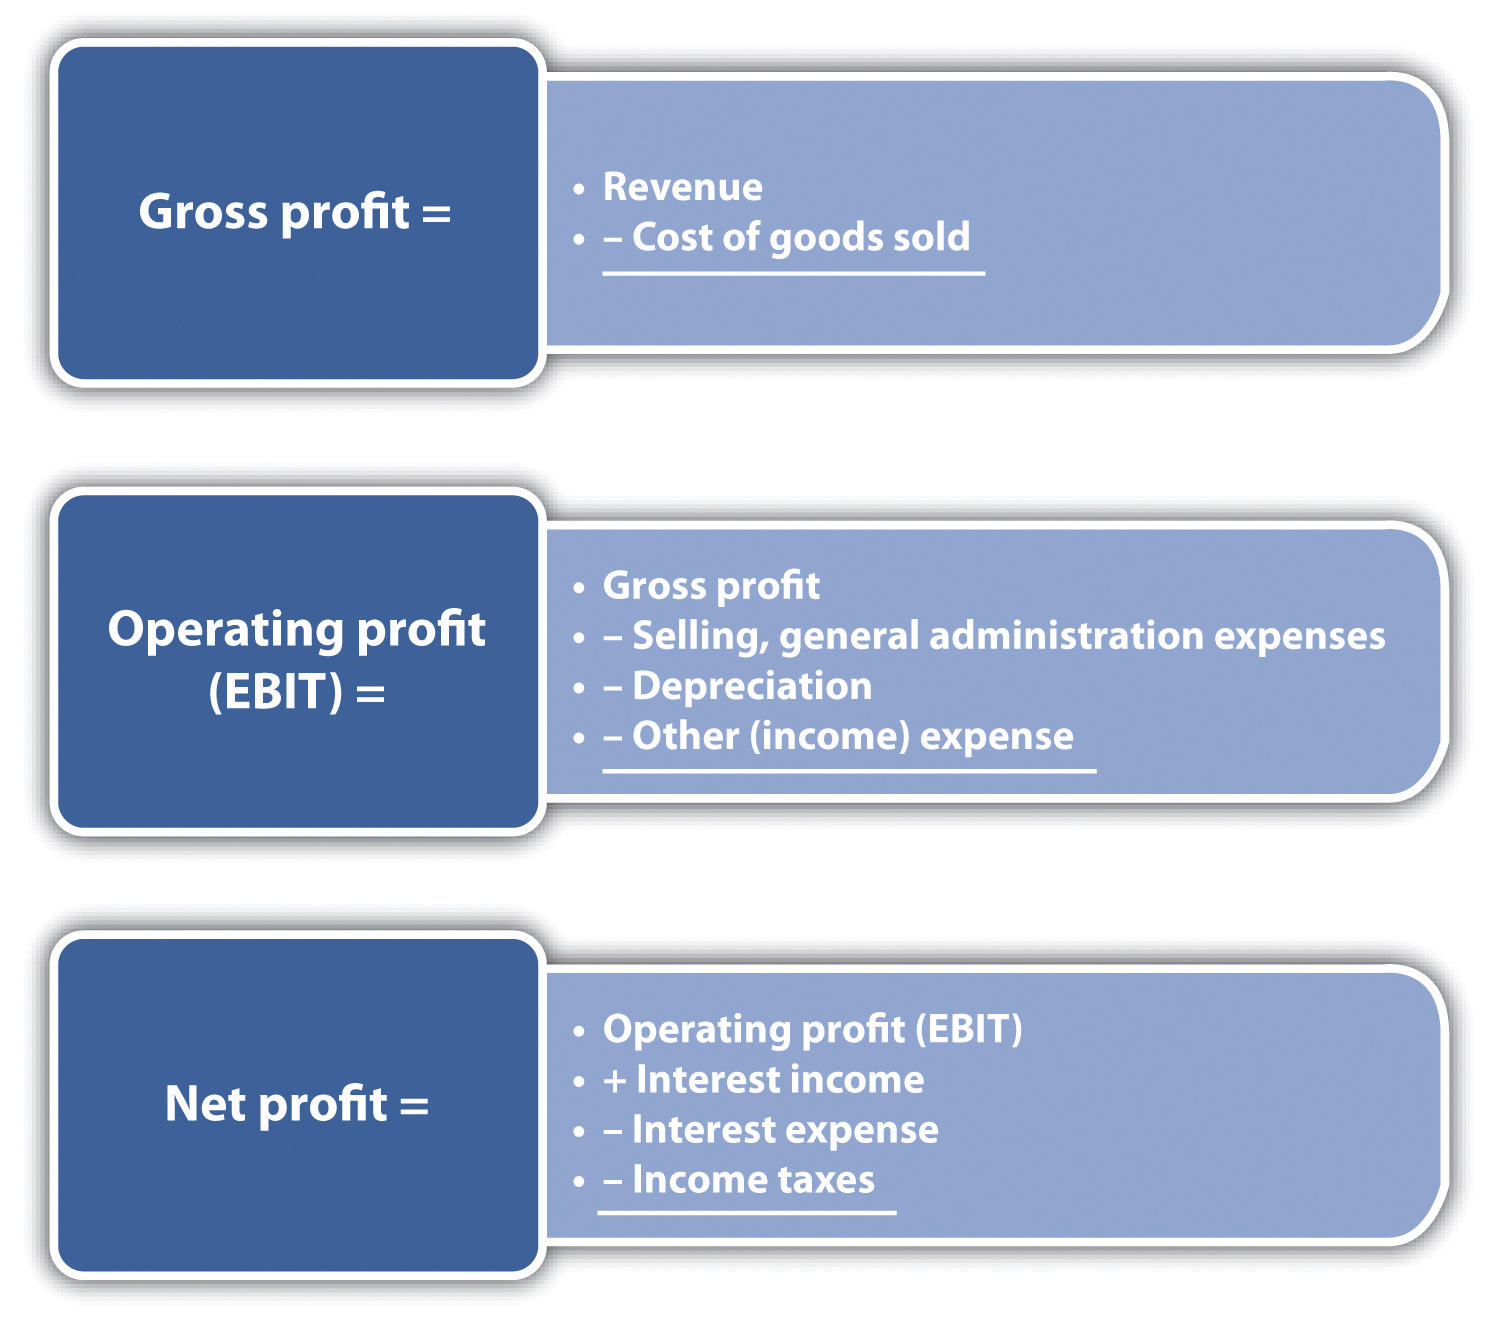 Gross profit =
• Revenue
• – Cost of goods sold
Operating profit
(EBIT) =
• Gross profit
• – Selling, general administration expenses
• – Depreciation
• – Other (income) expense
Net profit =
• Operating profit (EBIT)
• + Interest income
• – Interest expense
• – Income taxes